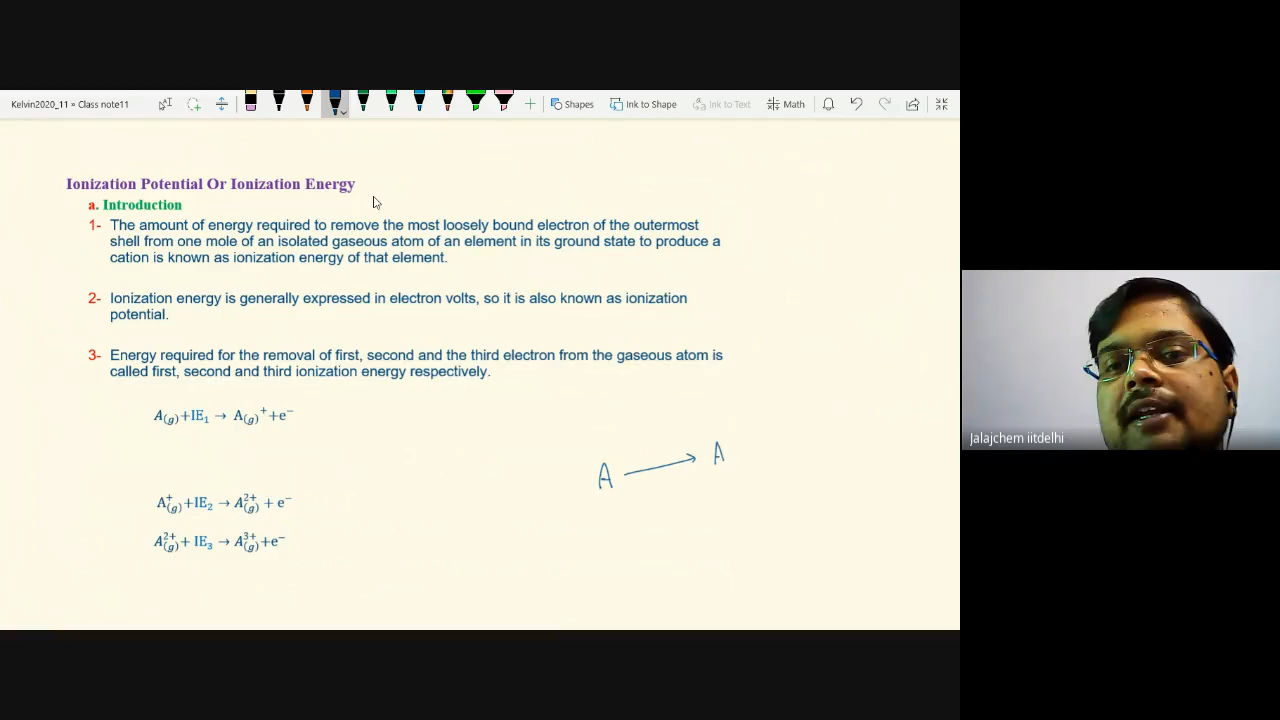 Kelvin2020_11 » Class note11
Shapes
Ink to Shape
Ink to Text
Math
Ionization Potential Or Ionization Energy
a. Introduction
1- The amount of energy required to remove the most loosely bound electron of the outermost
shell from one mole of an isolated gaseous atom of an element in its ground state to produce a
cation is known as ionization energy of that element.
2- Ionization energy is generally expressed in electron volts, so it is also known as ionization
potential.
3- Energy required for the removal of first, second and the third electron from the gaseous atom is
called first, second and third ionization energy respectively.
A₍g₎+IE₁ → A₍g₎⁺+e⁻
A ⟶ A
A⁺₍g₎+IE₂ → A²⁺₍g₎ + e⁻
A²⁺₍g₎+ IE₃ → A³⁺₍g₎+e⁻
Jalajchem iitdelhi